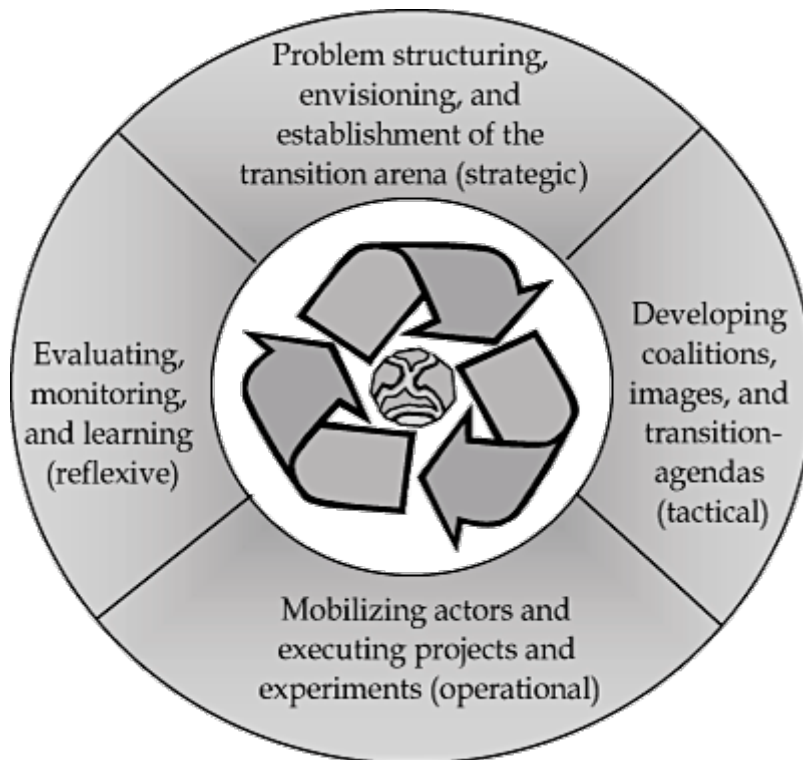 Problem structuring,
envisioning, and
establishment of the
transition arena (strategic)
Developing
coalitions,
images, and
transition-
agendas
(tactical)
Mobilizing actors and
executing projects and
experiments (operational)
Evaluating,
monitoring,
and learning
(reflexive)